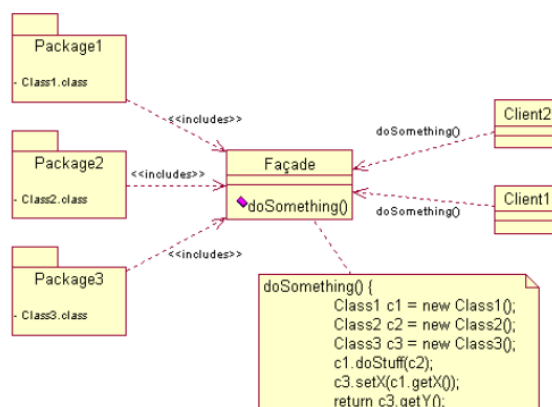 Package1
- Class1.class
<<includes>>
Package2
- Class2.class
<<includes>>
Package3
- Class3.class
<<includes>>
Façade
doSomething()
doSomething()
Client2
doSomething()
Client1
doSomething() {
Class1 c1 = new Class1();
Class2 c2 = new Class2();
Class3 c3 = new Class3();
c1.doStuff(c2);
c3.setX(c1.getX());
return c3.getY();